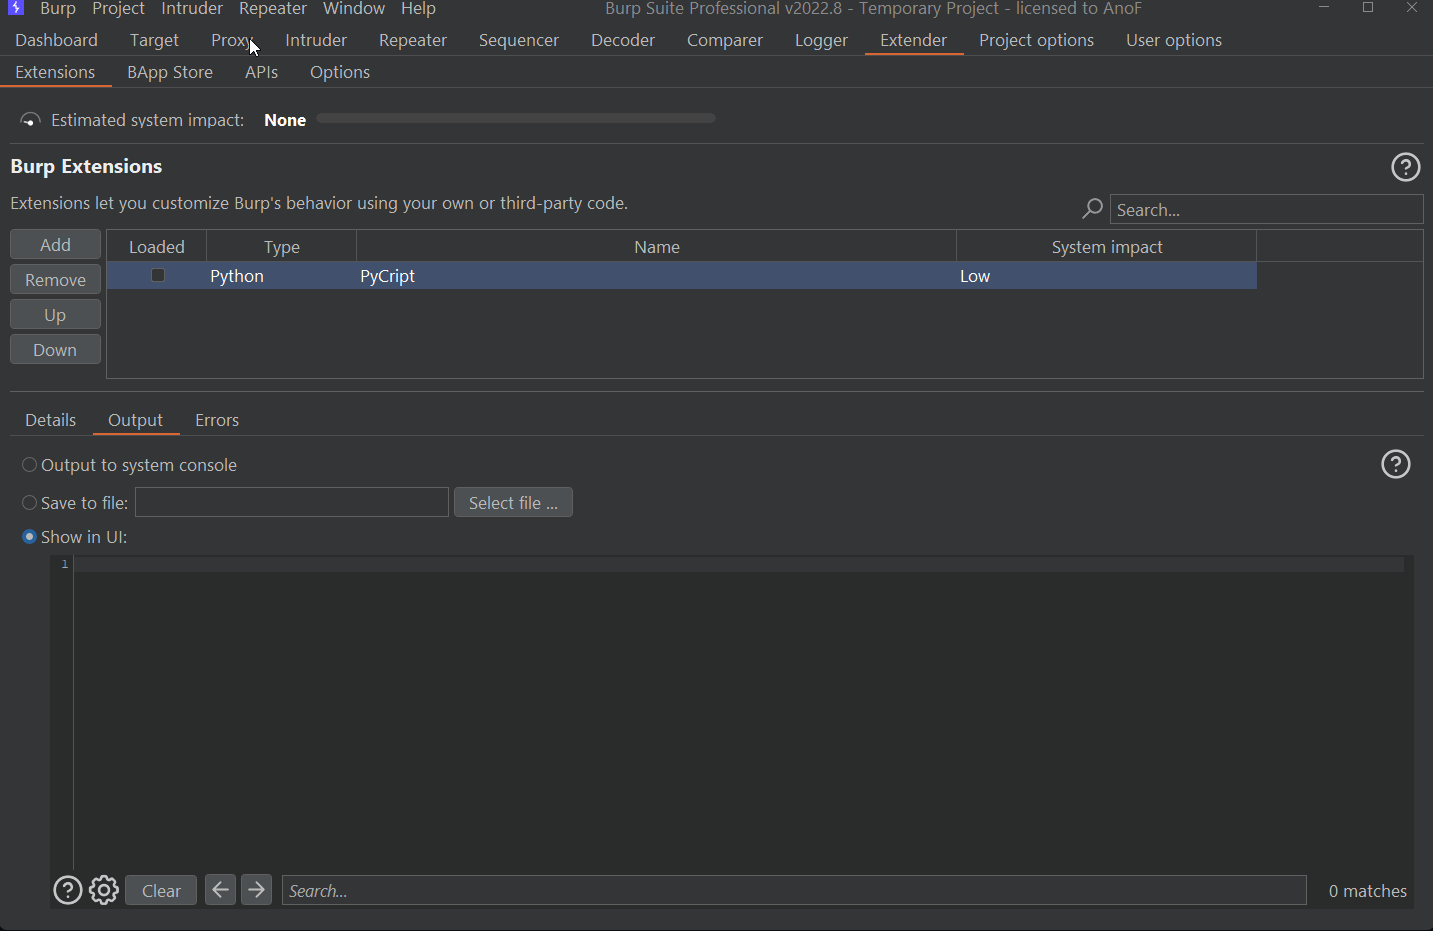 Burp Project Intruder Repeater Window Help Burp Suite Professional v2022.8 - Temporary Project - licensed to AnoF
Dashboard Target Proxy Intruder Repeater Sequencer Decoder Comparer Logger Extender Project options User options
Extensions BApp Store APIs Options
Estimated system impact: None
Burp Extensions
Extensions let you customize Burp's behavior using your own or third-party code.
Search...
Add Loaded Type Name System impact
Remove Python PyCript Low
Up
Down
Details Output Errors
Output to system console
Save to file: Select file ...
Show in UI:
1
Clear Search... 0 matches